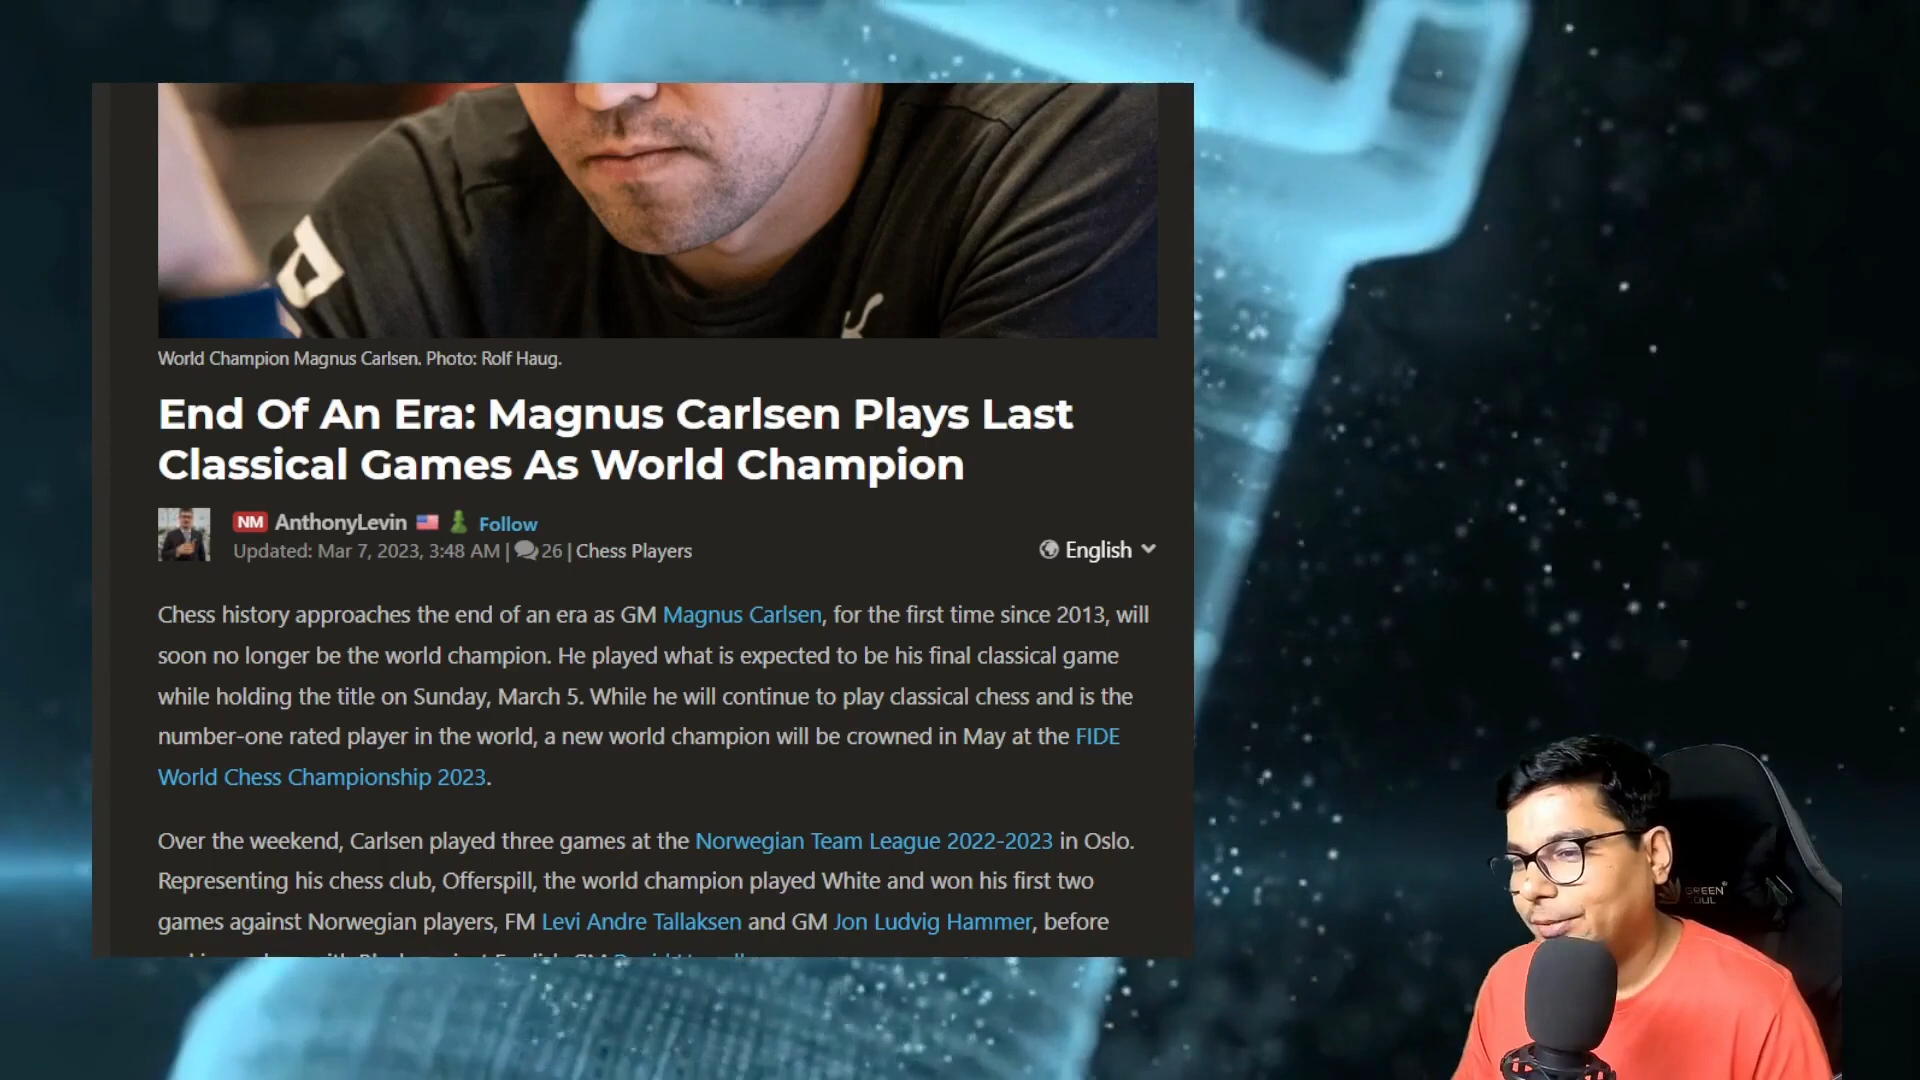 World Champion Magnus Carlsen. Photo: Rolf Haug.
End Of An Era: Magnus Carlsen Plays Last
Classical Games As World Champion
NM AnthonyLevin Follow
Updated: Mar 7, 2023, 3:48 AM | 26 | Chess Players
English
Chess history approaches the end of an era as GM Magnus Carlsen, for the first time since 2013, will
soon no longer be the world champion. He played what is expected to be his final classical game
while holding the title on Sunday, March 5. While he will continue to play classical chess and is the
number-one rated player in the world, a new world champion will be crowned in May at the FIDE
World Chess Championship 2023.
Over the weekend, Carlsen played three games at the Norwegian Team League 2022-2023 in Oslo.
Representing his chess club, Offerspill, the world champion played White and won his first two
games against Norwegian players, FM Levi Andre Tallaksen and GM Jon Ludvig Hammer, before
GREEN
SOUL